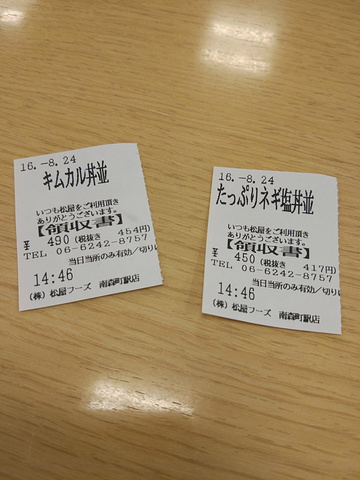 16.-8.24
キムカル丼並
いつも松屋をご利用頂き
ありがとうございます。
【領収書】
¥ 490 (税抜き 454円)
TEL 06-6242-8757
当日当所のみ有効/切り
14:46
(株) 松屋フーズ 南森町駅店
16.-8.24
たっぷりネギ塩丼並
いつも松屋をご利用頂き
ありがとうございます。
【領収書】
¥ 450 (税抜き 417円)
TEL 06-6242-8757
当日当所のみ有効/切り
14:46
(株) 松屋フーズ 南森町駅店